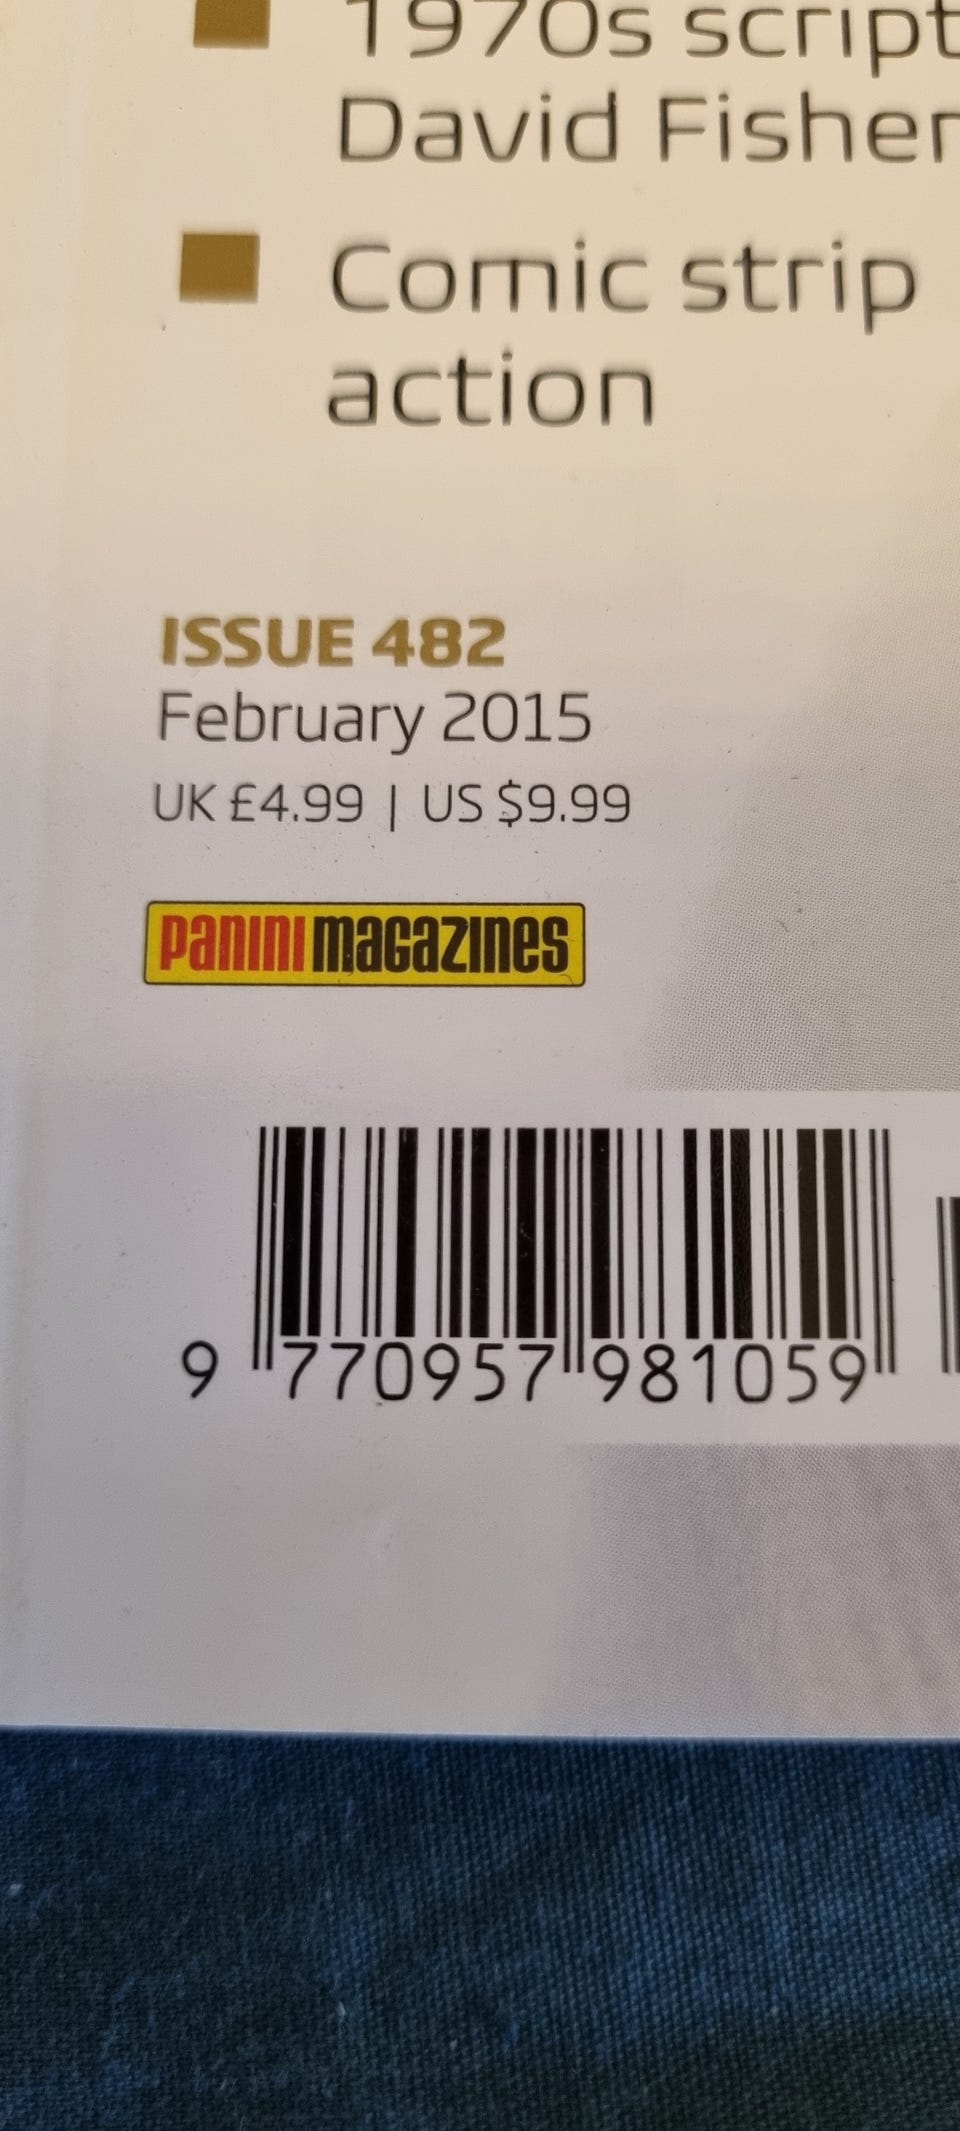 1970s script
David Fisher
Comic strip
action
ISSUE 482
February 2015
UK £4.99 | US $9.99
PANINI magazines
9 770957 981059